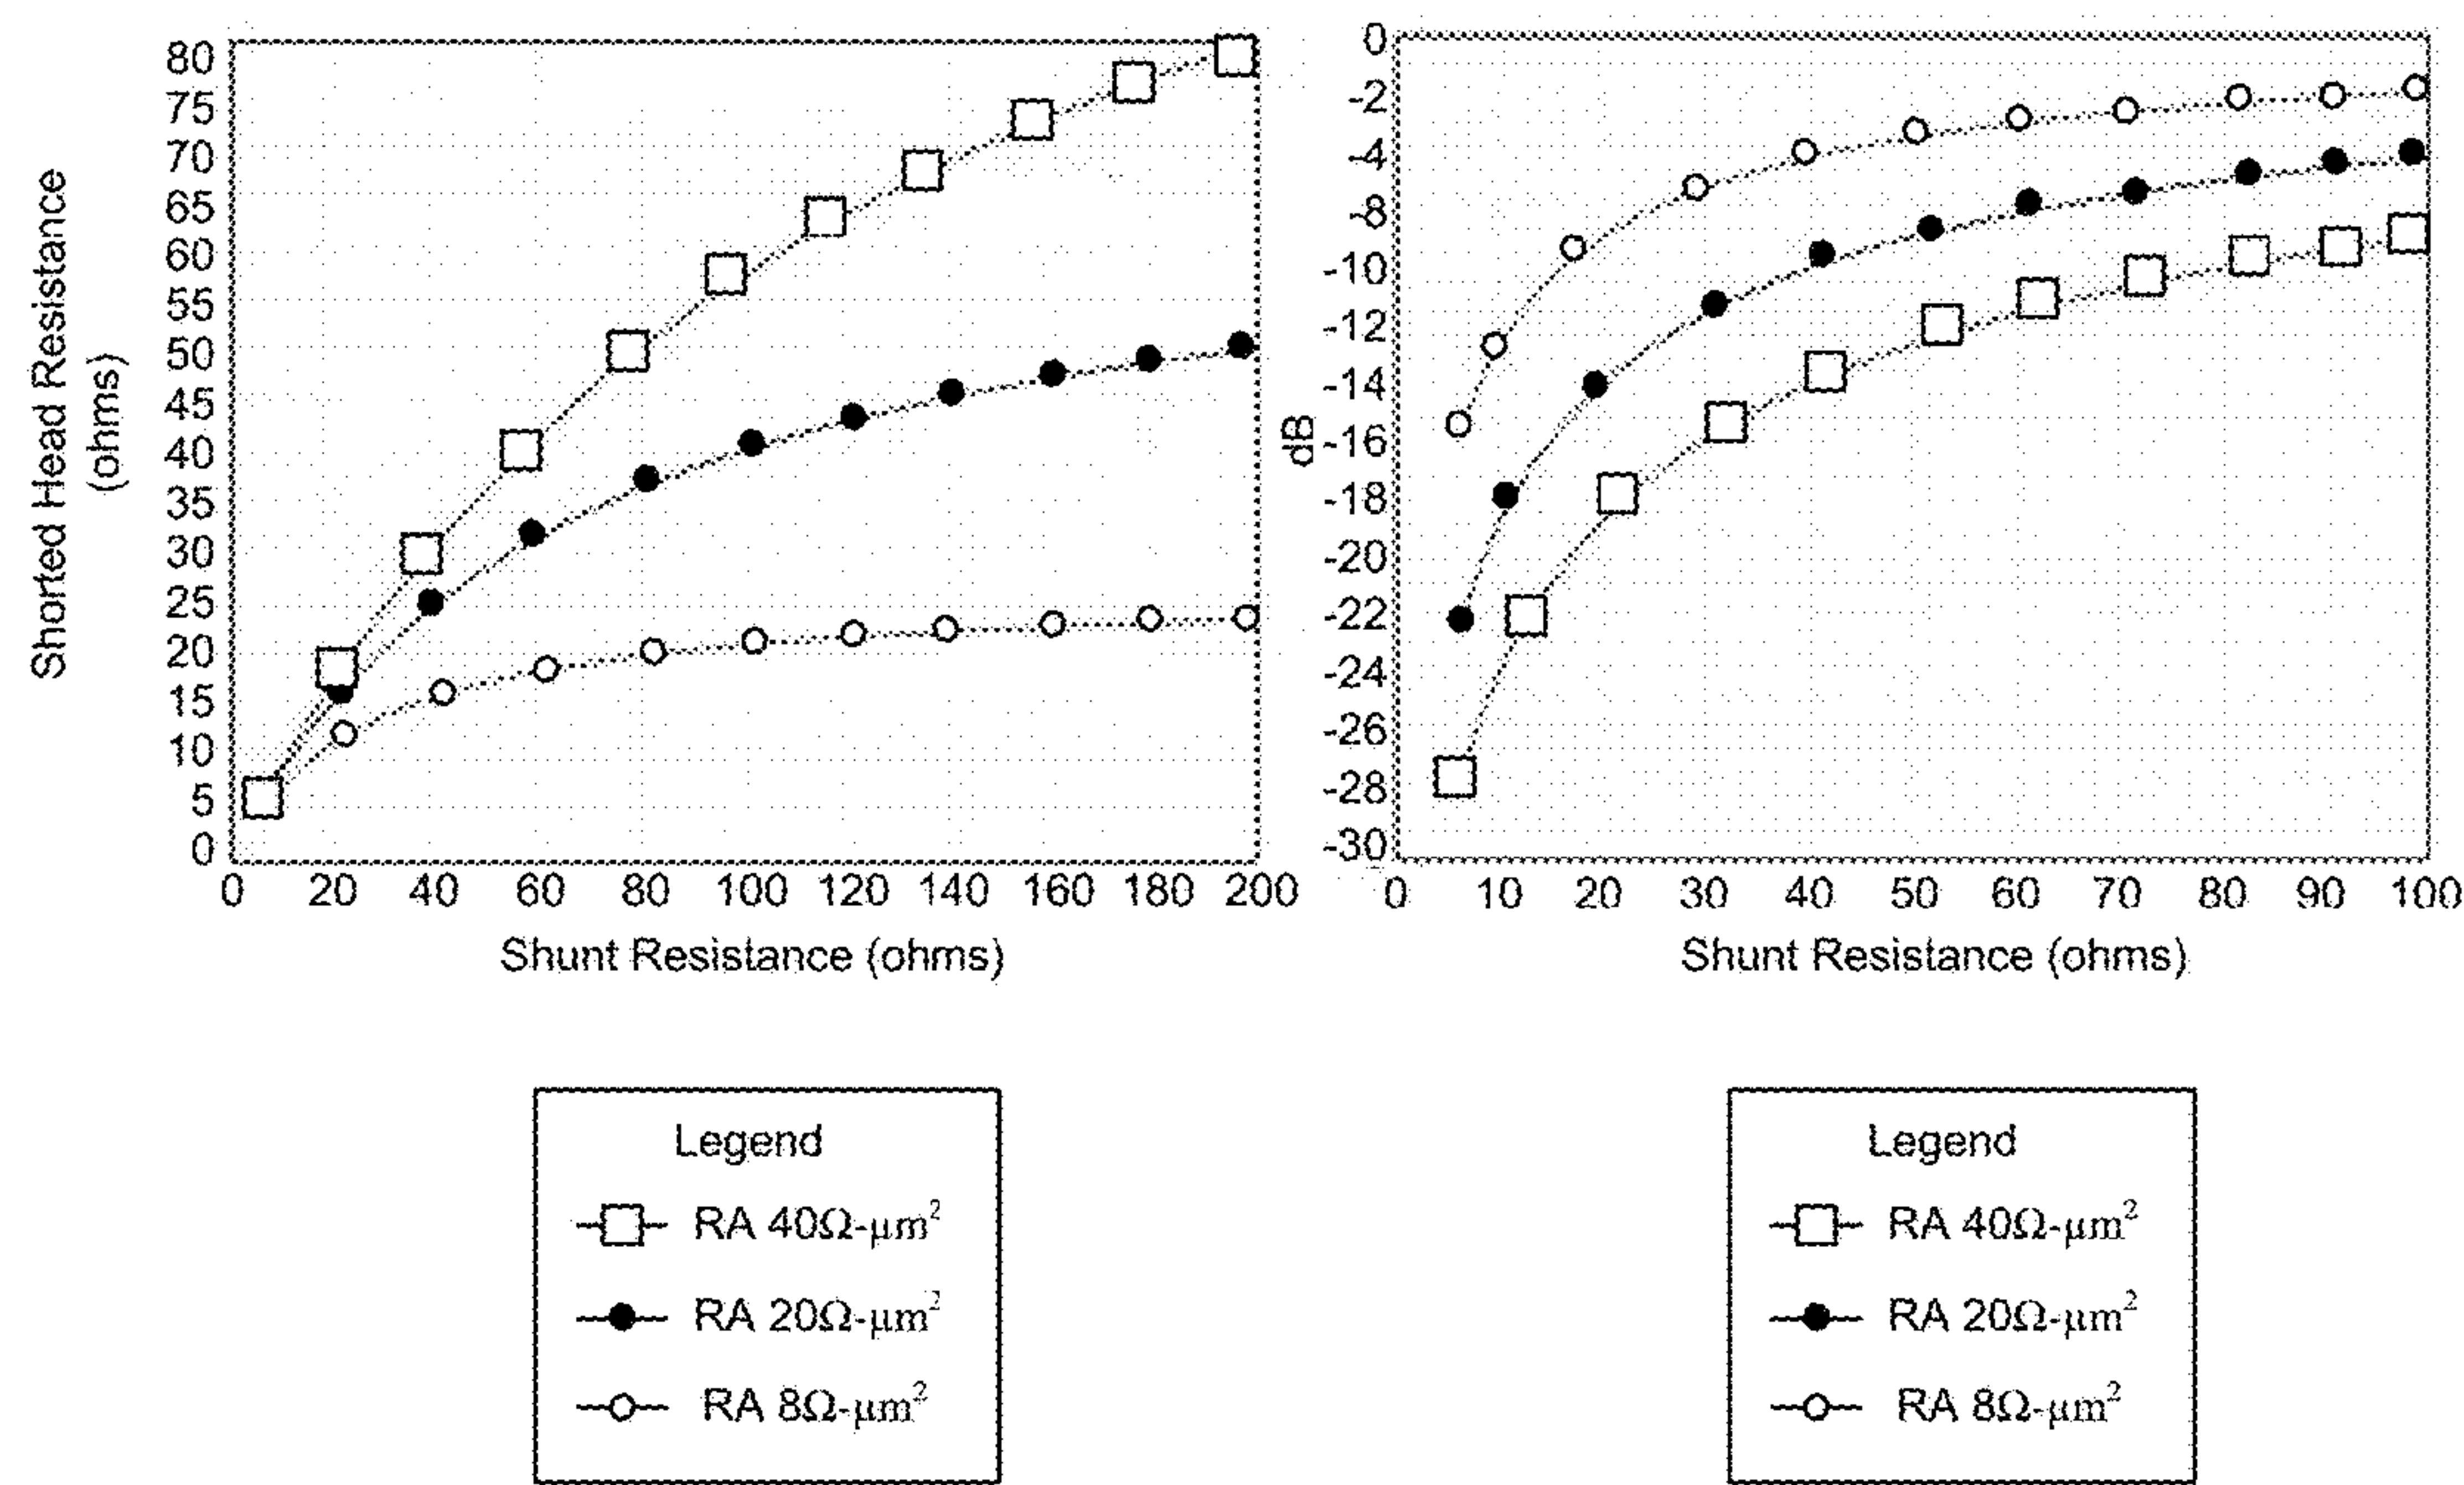 Shorted Head Resistance
(ohms)
80
75
70
65
60
55
50
45
40
35
30
25
20
15
10
5
0
0 20 40 60 80 100 120 140 160 180 200
Shunt Resistance (ohms)
dB
0
-2
-4
-8
-10
-12
-14
-16
-18
-20
-22
-24
-26
-28
-30
0 10 20 30 40 50 60 70 80 90 100
Shunt Resistance (ohms)
Legend
RA 40Ω-µm²
RA 20Ω-µm²
RA 8Ω-µm²
Legend
RA 40Ω-µm²
RA 20Ω-µm²
RA 8Ω-µm²